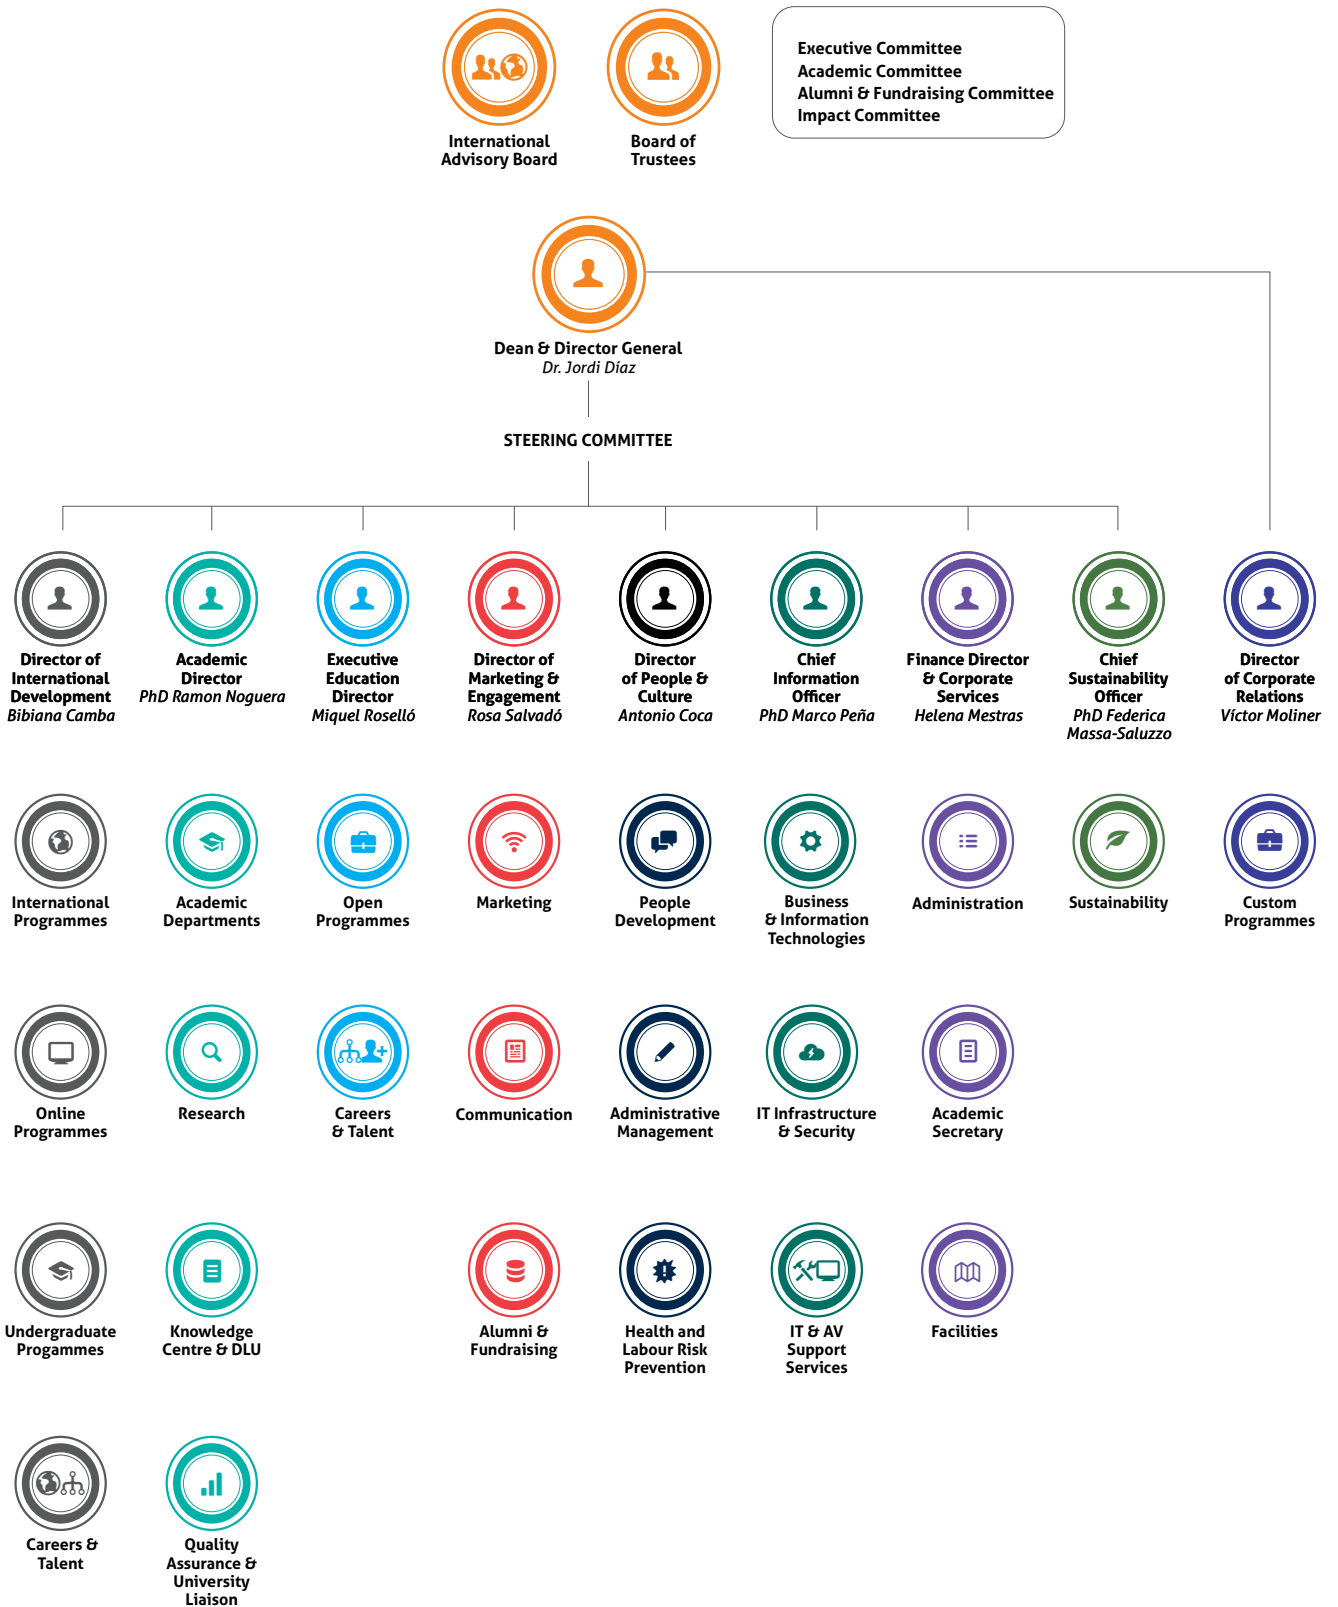 International
Advisory Board
Board of
Trustees
Executive Committee
Academic Committee
Alumni & Fundraising Committee
Impact Committee
Dean & Director General
Dr. Jordi Díaz
STEERING COMMITTEE
Director of
International
Development
Bibiana Camba
Academic
Director
PhD Ramon Noguera
Executive
Education
Director
Miquel Roselló
Director of
Marketing &
Engagement
Rosa Salvadó
Director
of People &
Culture
Antonio Coca
Chief
Information
Officer
PhD Marco Peña
Finance Director
& Corporate
Services
Helena Mestras
Chief
Sustainability
Officer
PhD Federica
Massa-Saluzzo
Director
of Corporate
Relations
Víctor Moliner
International
Programmes
Academic
Departments
Open
Programmes
Marketing
People
Development
Business
& Information
Technologies
Administration
Sustainability
Custom
Programmes
Online
Programmes
Research
Careers
& Talent
Communication
Administrative
Management
IT Infrastructure
& Security
Academic
Secretary
Undergraduate
Progammes
Knowledge
Centre & DLU
Alumni &
Fundraising
Health and
Labour Risk
Prevention
IT & AV
Support
Services
Facilities
Careers &
Talent
Quality
Assurance &
University
Liaison